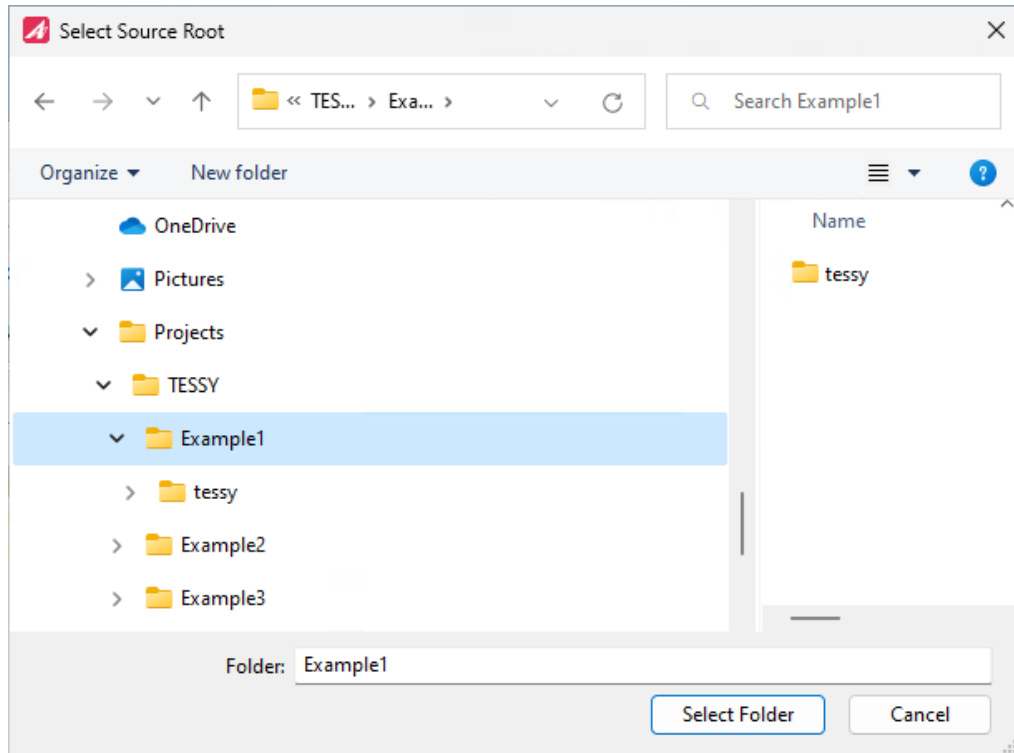 Select Source Root
« TES... › Exa... ›
Search Example1
Organize
New folder
OneDrive
Pictures
Projects
TESSY
Example1
tessy
Example2
Example3
Name
tessy
Folder: Example1
Select Folder
Cancel